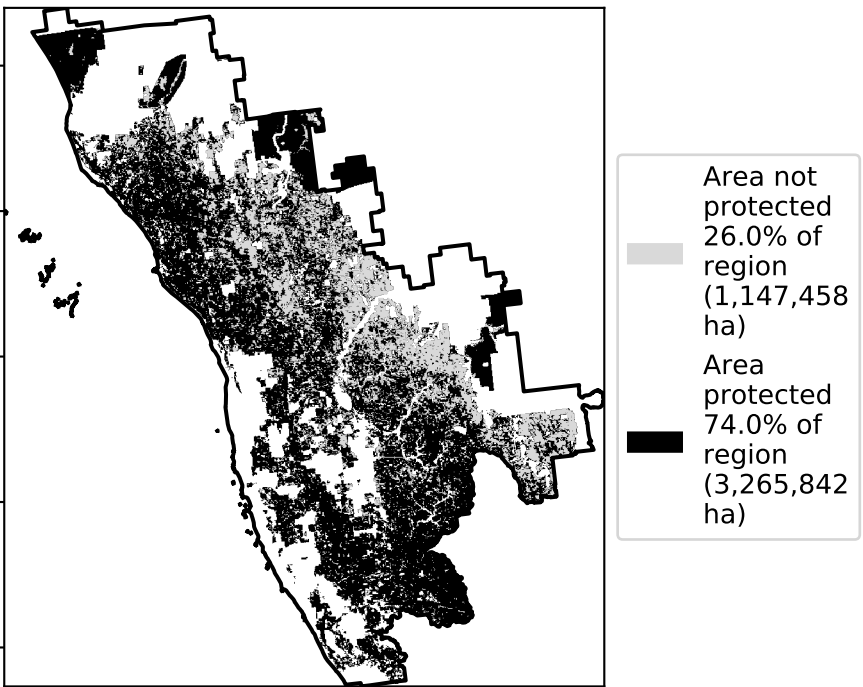 Area not
protected
26.0% of
region
(1,147,458
ha)
Area
protected
74.0% of
region
(3,265,842
ha)